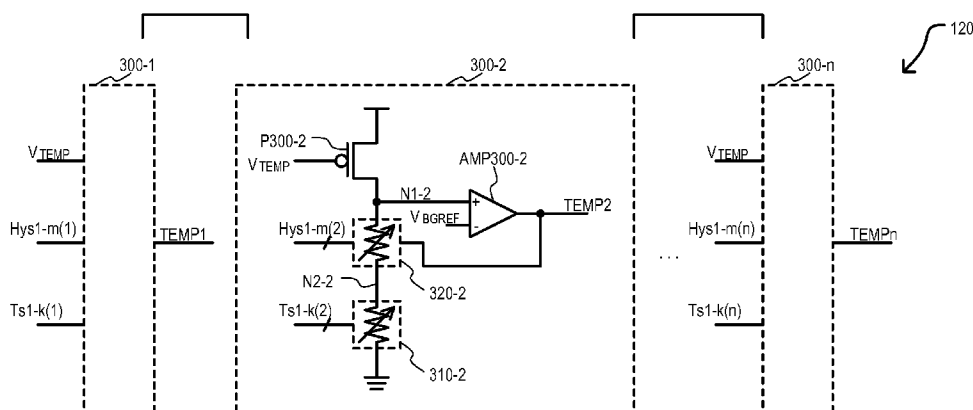 120
300-1
300-2
300-n
P300-2
AMP300-2
VTEMP
VTEMP
VTEMP
N1-2
TEMP2
VBGREF
+
-
Hys1-m(1)
TEMP1
Hys1-m(2)
...
Hys1-m(n)
TEMPn
N2-2
320-2
Ts1-k(1)
Ts1-k(2)
Ts1-k(n)
310-2